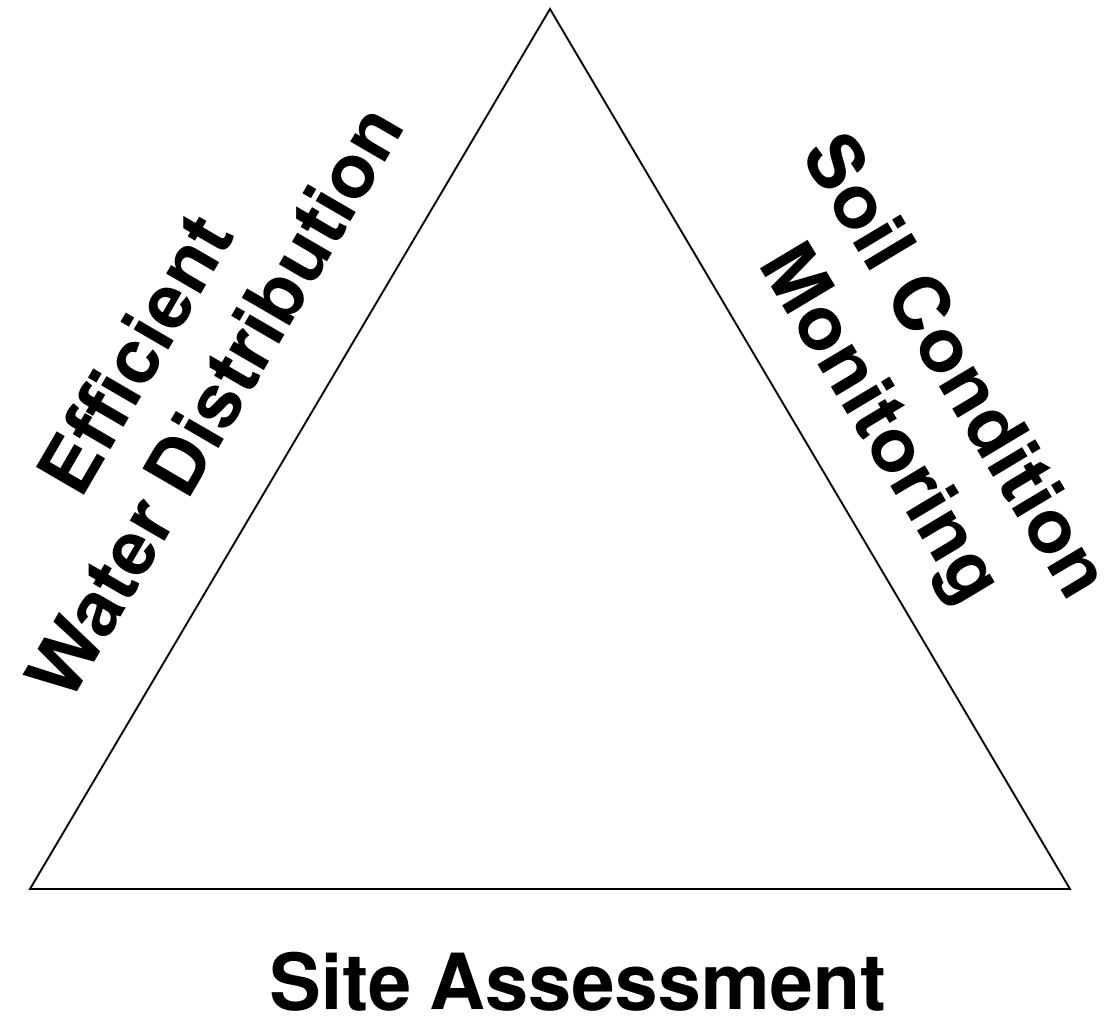 Efficient
Water Distribution
Soil Condition
Monitoring
Site Assessment